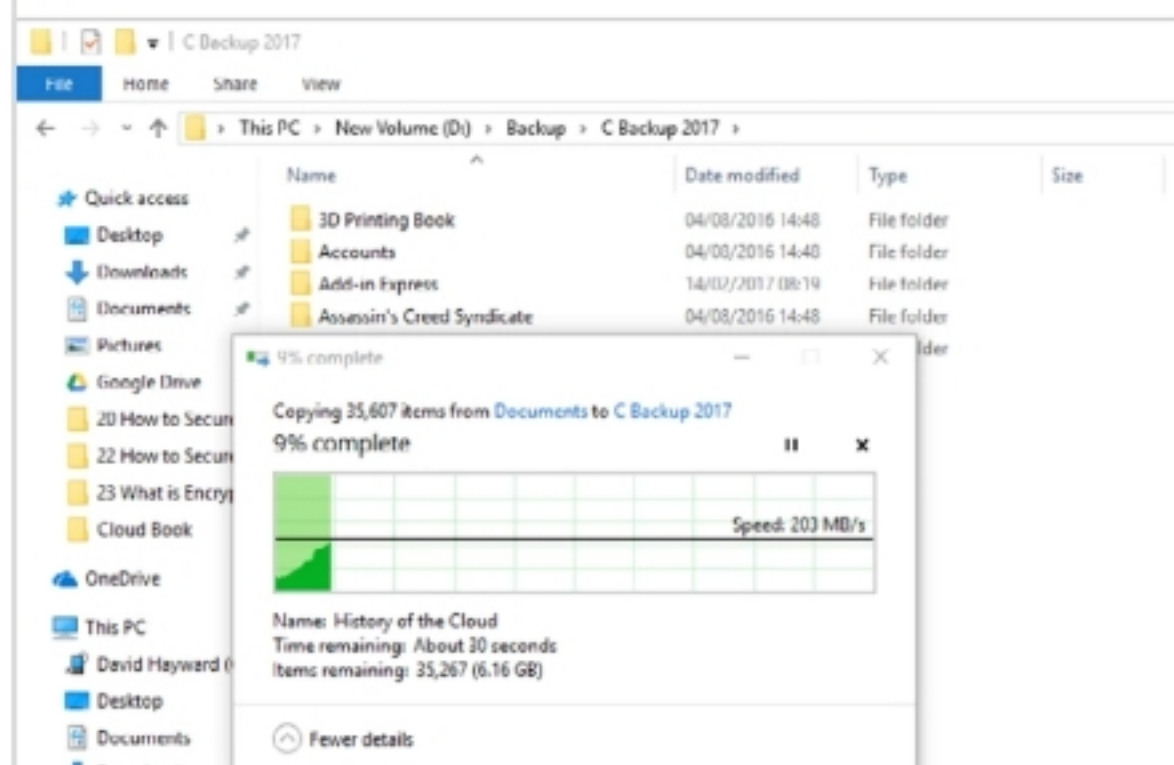 C Backup 2017
File Home Share View
This PC › New Volume (D:) › Backup › C Backup 2017 ›
Name Date modified Type Size
Quick access
Desktop
Downloads
Documents
Pictures
Google Drive
20 How to Secur
22 How to Secur
23 What is Encryp
Cloud Book
OneDrive
This PC
David Hayward (
Desktop
Documents
3D Printing Book 04/08/2016 14:48 File folder
Accounts 04/08/2016 14:48 File folder
Add-in Express 14/02/2017 08:19 File folder
Assassin's Creed Syndicate 04/08/2016 14:48 File folder
lder
9% complete
Copying 35,607 items from Documents to C Backup 2017
9% complete
Speed: 203 MB/s
Name: History of the Cloud
Time remaining: About 30 seconds
Items remaining: 35,267 (6.16 GB)
Fewer details